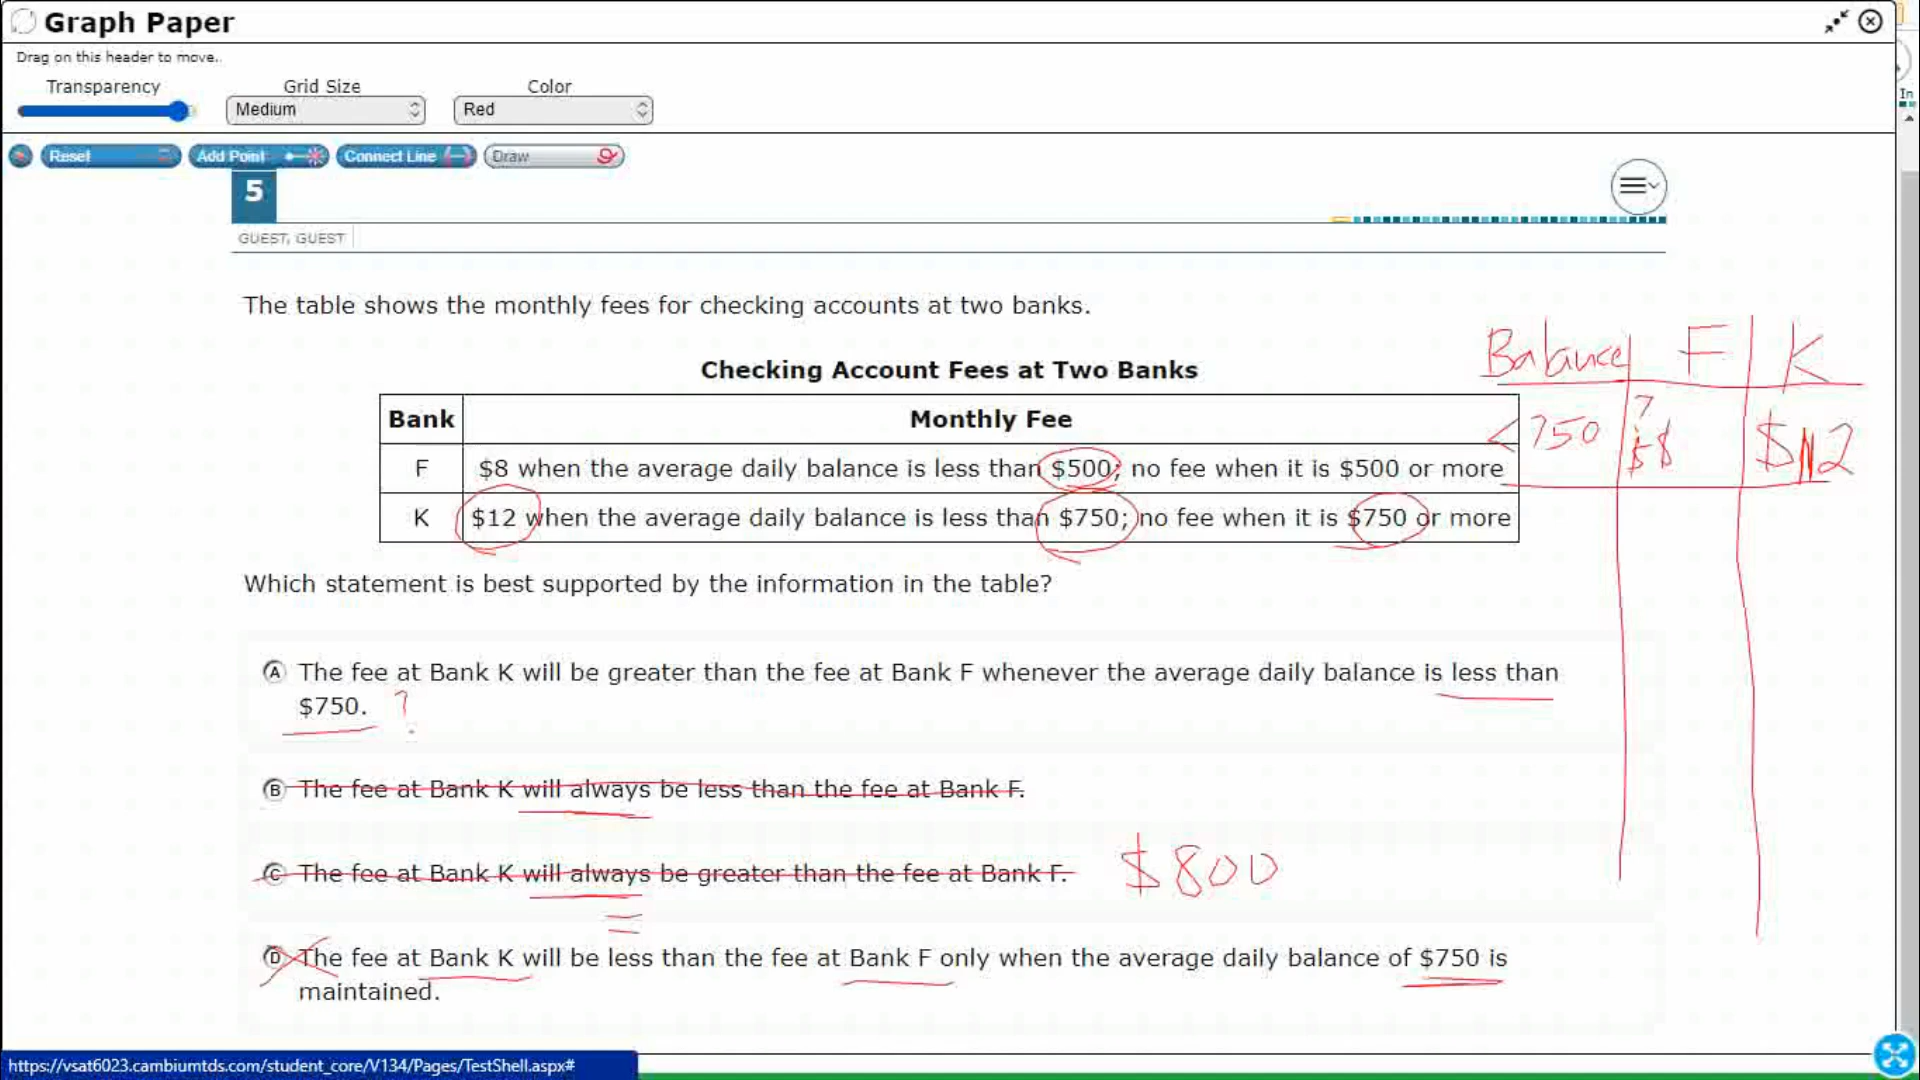 Graph Paper
Drag on this header to move..
Transparency
Grid Size
Color
Medium
Red
Reset
Add Point
Connect Line
Draw
In
5
GUEST, GUEST
The table shows the monthly fees for checking accounts at two banks.
Checking Account Fees at Two Banks
Bank Monthly Fee
F $8 when the average daily balance is less than $500; no fee when it is $500 or more
K $12 when the average daily balance is less than $750; no fee when it is $750 or more
Balance F K
< 750 ? $8 $12
Which statement is best supported by the information in the table?
A The fee at Bank K will be greater than the fee at Bank F whenever the average daily balance is less than
$750. ?
B The fee at Bank K will always be less than the fee at Bank F.
C The fee at Bank K will always be greater than the fee at Bank F. $800
D The fee at Bank K will be less than the fee at Bank F only when the average daily balance of $750 is
maintained.
https://vsat6023.cambiumtds.com/student_core/V134/Pages/TestShell.aspx#